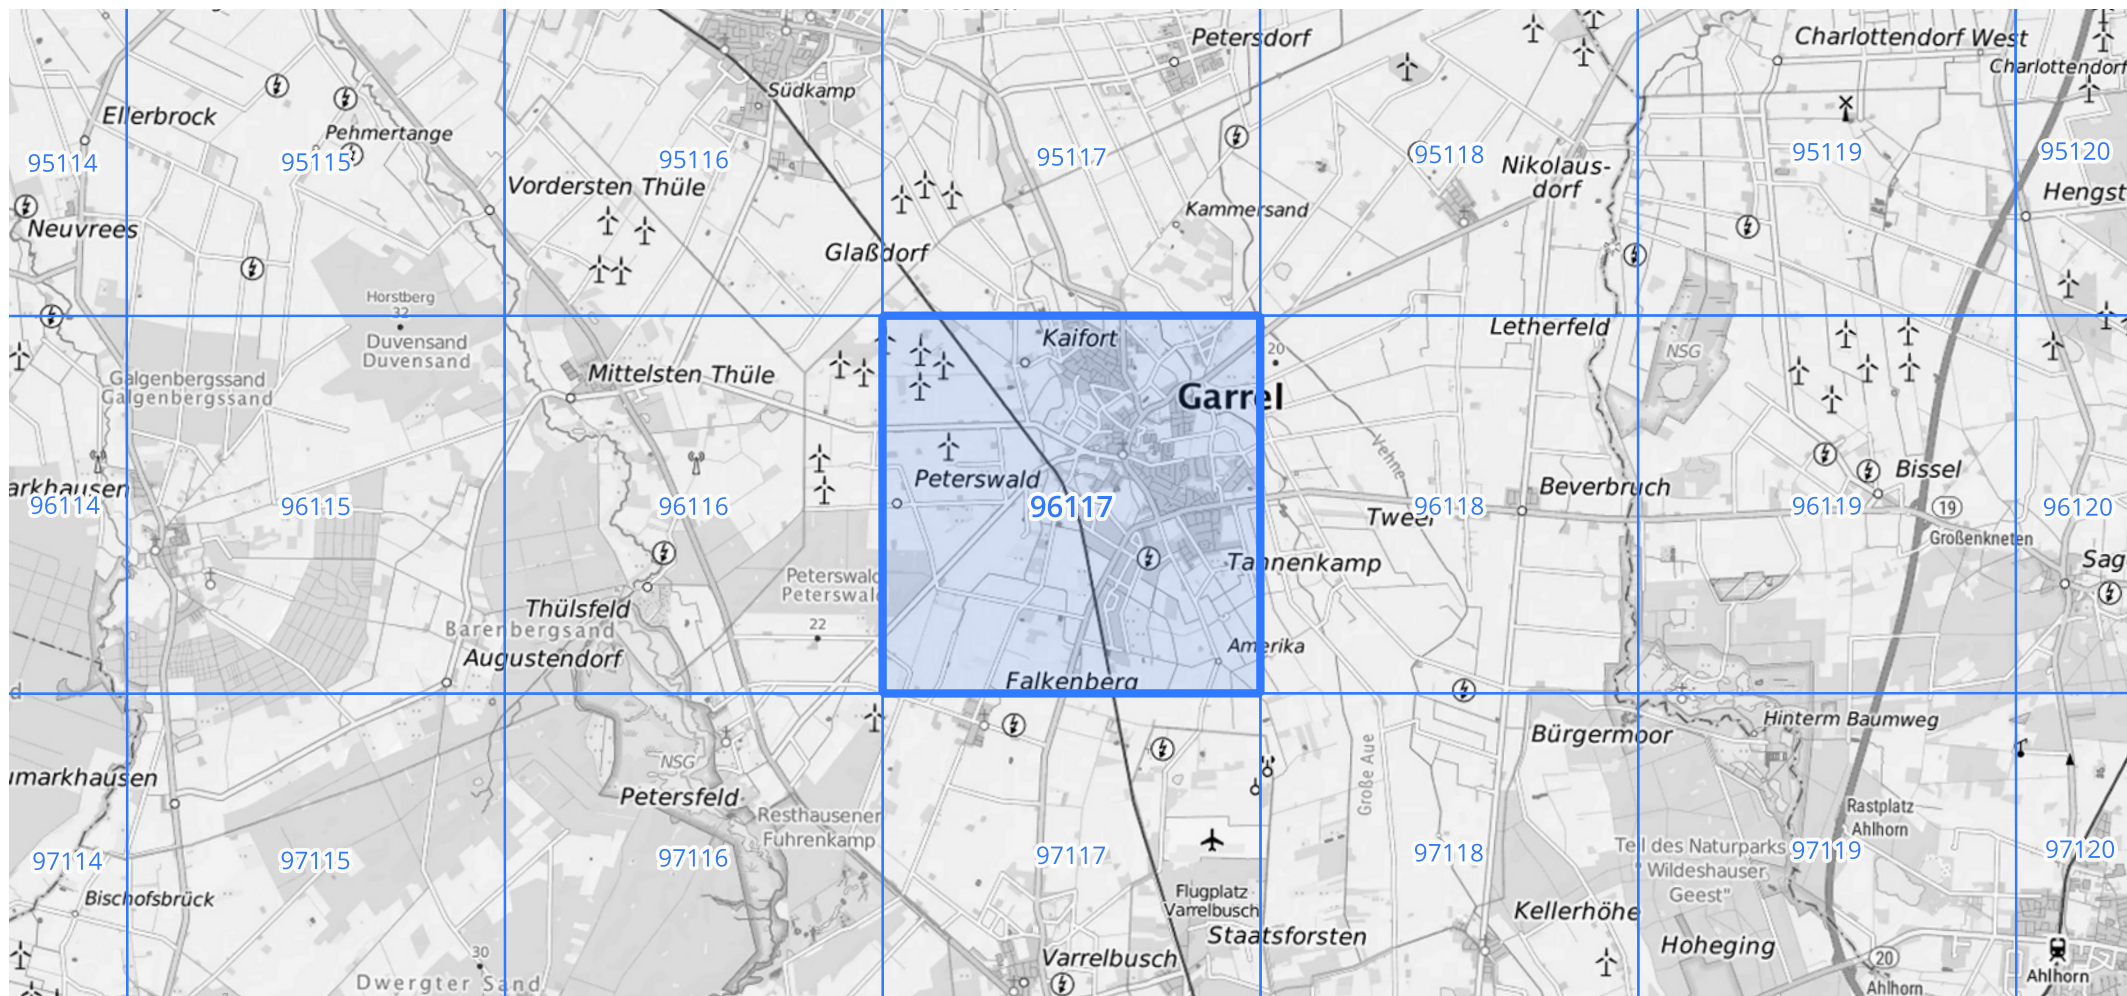 Petersdorf
Charlottendorf West
Charlottendorf
Südkamp
Ellerbrock
Pehmertange
95114
95115
95116
95117
95118
95119
95120
Nikolaus-
dorf
Vordersten Thüle
Hengst
Kammersand
Neuvrees
Glaßdorf
Horstberg
32
Duvensand
Duvensand
Letherfeld
Kaifort
20
NSG
Galgenbergssand
Galgenbergssand
Mittelsten Thüle
Garrel
Vehne
arkhausen
Peterswald
Beverbruch
Bissel
96114
96115
96116
96117
96118
96119
96120
19
Tweel
Großenkneten
Tannenkamp
Sag
Peterswald
Peterswald
Thülsfeld
22
Barenbergsand
Augustendorf
Amerika
Falkenberg
d
Hinterm Baumweg
Bürgermoor
NSG
Große Aue
umarkhausen
Petersfeld
Resthausener
Fuhrenkamp
Rastplatz
Ahlhorn
97114
97115
97116
97117
97118
97119
97120
Teil des Naturparks
"Wildeshauser
Geest"
Bischofsbrück
Flugplatz
Varrelbusch
Kellerhöhe
Staatsforsten
Hoheging
30
Varrelbusch
20
Ahlhorn
Dwergter Sand
Ahlhorn